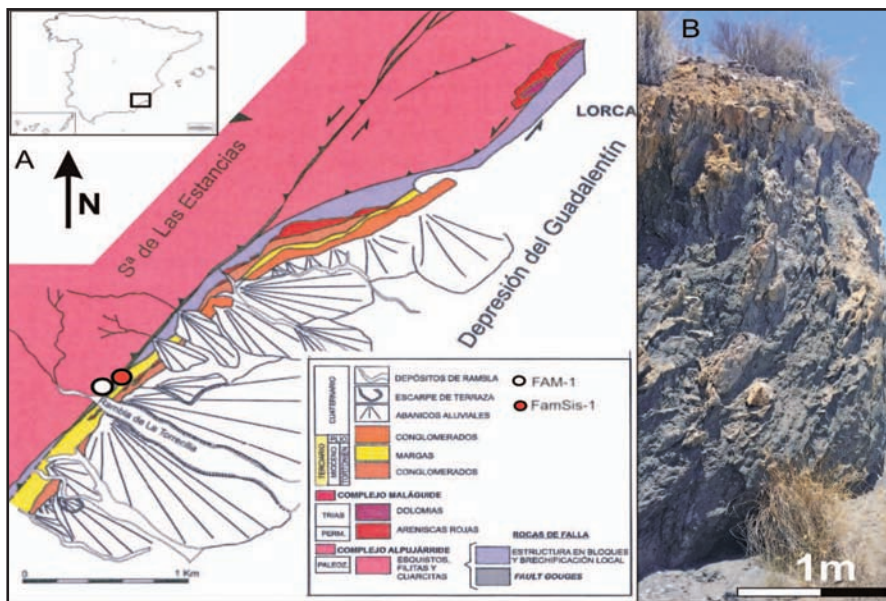 A
N
Sª de Las Estancias
LORCA
Depresión del Guadalentín
Rambla de La Torrecilla
0 1 Km
CUATERNARIO
DEPÓSITOS DE RAMBLA
ESCARPE DE TERRAZA
ABANICOS ALUVIALES
FAM-1
FamSis-1
TERCIARIO
MIOCENO
CONGLOMERADOS
MARGAS
CONGLOMERADOS
COMPLEJO MALÁGUIDE
TRIAS
DOLOMIAS
PERM.
ARENISCAS ROJAS
COMPLEJO ALPUJÁRRIDE
PALEOZ.
ESQUISTOS,
FILITAS Y
CUARCITAS
ROCAS DE FALLA
ESTRUCTURA EN BLOQUES
Y BRECHIFICACIÓN LOCAL
FAULT GOUGES
B
1m